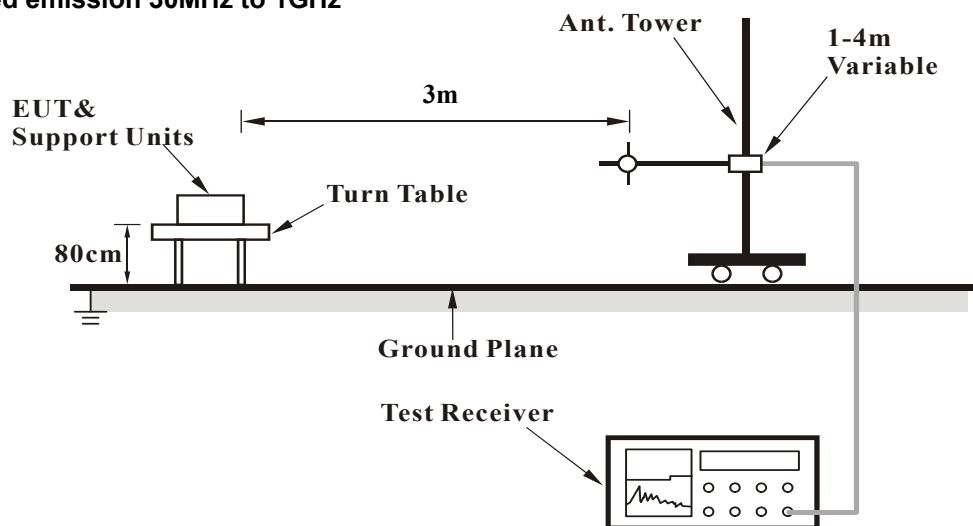 emission 30MHz to 1GHz
Ant. Tower
1-4m
Variable
3m
EUT&
Support Units
Turn Table
80cm
Ground Plane
Test Receiver